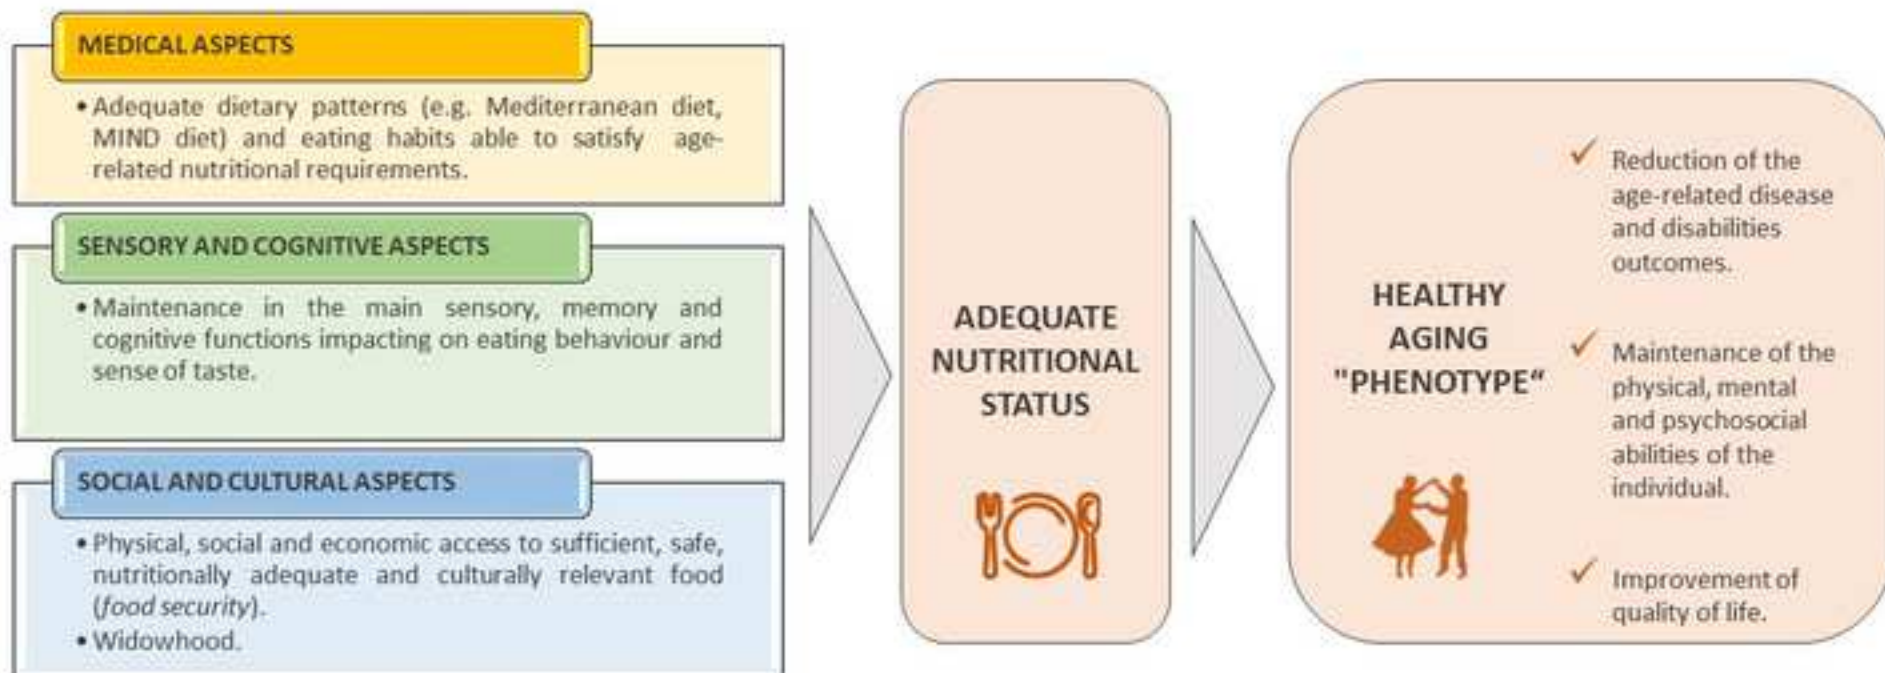 MEDICAL ASPECTS
• Adequate dietary patterns (e.g. Mediterranean diet,
MIND diet) and eating habits able to satisfy age-
related nutritional requirements.
SENSORY AND COGNITIVE ASPECTS
• Maintenance in the main sensory, memory and
cognitive functions impacting on eating behaviour and
sense of taste.
SOCIAL AND CULTURAL ASPECTS
• Physical, social and economic access to sufficient, safe,
nutritionally adequate and culturally relevant food
(food security).
• Widowhood.
ADEQUATE
NUTRITIONAL
STATUS
HEALTHY
AGING
"PHENOTYPE“
✓ Reduction of the
age-related disease
and disabilities
outcomes.
✓ Maintenance of the
physical, mental
and psychosocial
abilities of the
individual.
✓ Improvement of
quality of life.